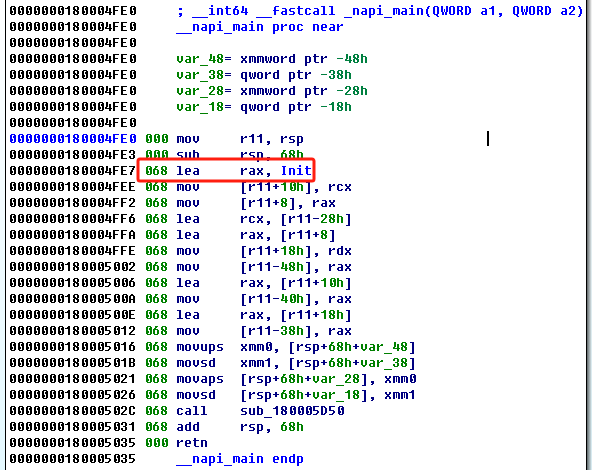 0000000180004FE0 ; __int64 __fastcall _napi_main(QWORD a1, QWORD a2)
0000000180004FE0 __napi_main proc near
0000000180004FE0
0000000180004FE0 var_48= xmmword ptr -48h
0000000180004FE0 var_38= qword ptr -38h
0000000180004FE0 var_28= xmmword ptr -28h
0000000180004FE0 var_18= qword ptr -18h
0000000180004FE0
0000000180004FE0 000 mov r11, rsp
0000000180004FE3 000 sub rsp, 68h
0000000180004FE7 068 lea rax, Init
0000000180004FEE 068 mov [r11+10h], rcx
0000000180004FF2 068 mov [r11+8], rax
0000000180004FF6 068 lea rcx, [r11-28h]
0000000180004FFA 068 lea rax, [r11+8]
0000000180004FFE 068 mov [r11+18h], rdx
0000000180005002 068 mov [r11-48h], rax
0000000180005006 068 lea rax, [r11+10h]
000000018000500A 068 mov [r11-40h], rax
000000018000500E 068 lea rax, [r11+18h]
0000000180005012 068 mov [r11-38h], rax
0000000180005016 068 movups xmm0, [rsp+68h+var_48]
000000018000501B 068 movsd xmm1, [rsp+68h+var_38]
0000000180005021 068 movaps [rsp+68h+var_28], xmm0
0000000180005026 068 movsd [rsp+68h+var_18], xmm1
000000018000502C 068 call sub_180005D50
0000000180005031 068 add rsp, 68h
0000000180005035 000 retn
0000000180005035 __napi_main endp